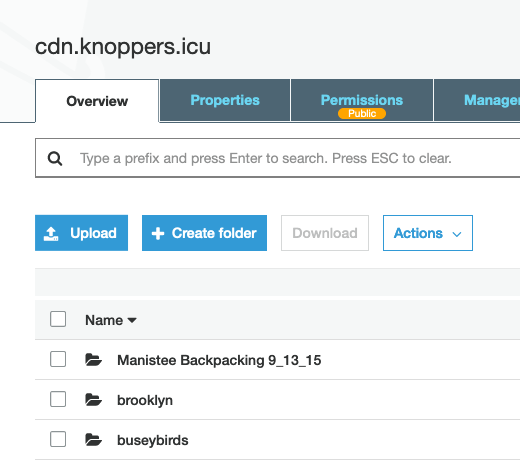 cdn.knoppers.icu
Overview Properties Permissions Manager
Public
Type a prefix and press Enter to search. Press ESC to clear.
Upload Create folder Download Actions
Name
Manistee Backpacking 9_13_15
brooklyn
buseybirds